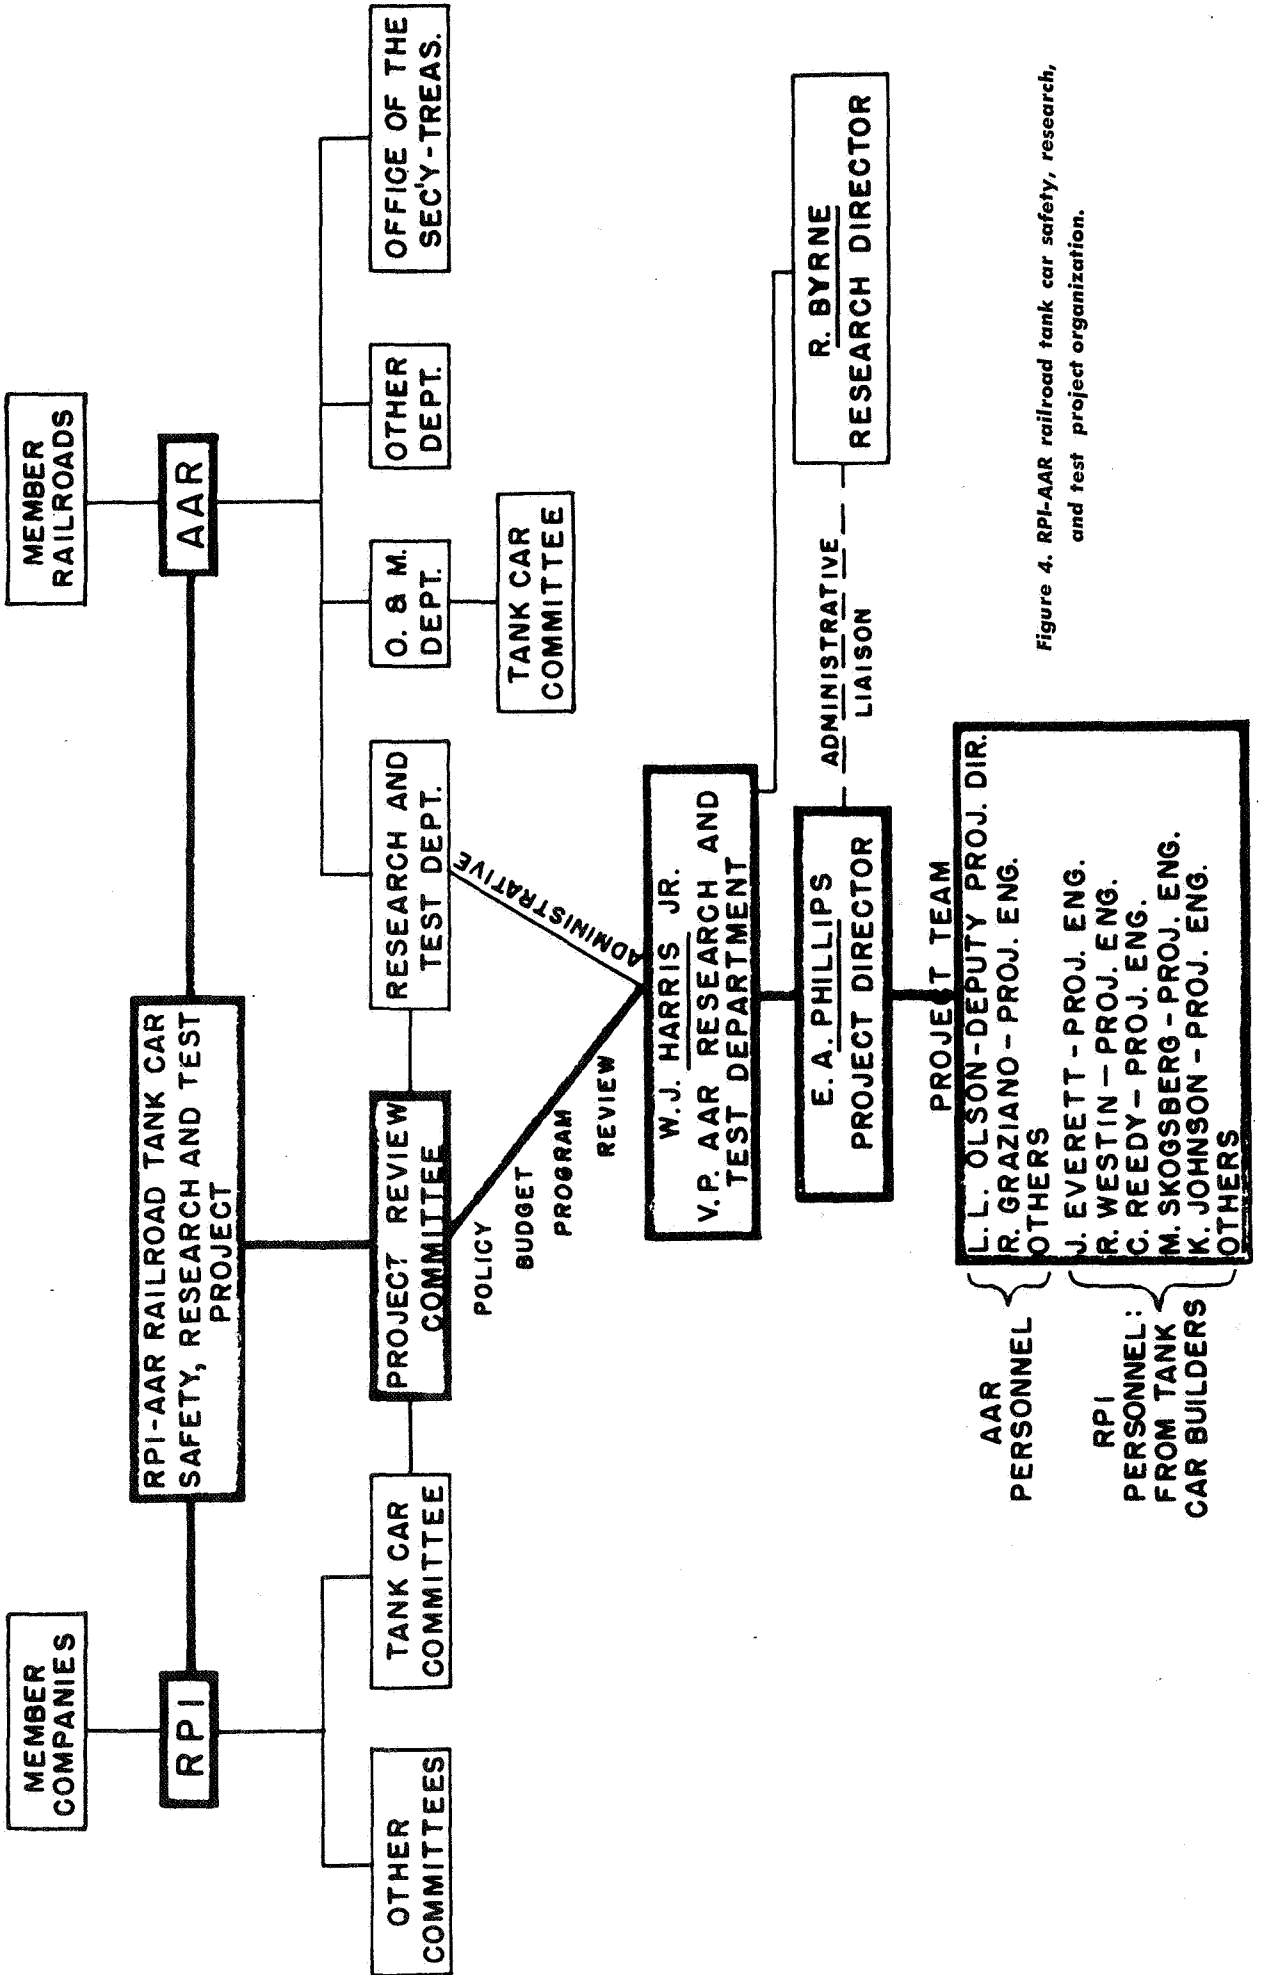 MEMBER
COMPANIES
MEMBER
RAILROADS
RPI
RPI-AAR RAILROAD TANK CAR
SAFETY, RESEARCH AND TEST
PROJECT
AAR
OTHER
COMMITTEES
TANK CAR
COMMITTEE
PROJECT REVIEW
COMMITTEE
RESEARCH AND
TEST DEPT.
O. & M.
DEPT.
OTHER
DEPT.
OFFICE OF THE
SEC'Y-TREAS.
TANK CAR
COMMITTEE
POLICY
BUDGET
PROGRAM
REVIEW
ADMINISTRATIVE
W. J. HARRIS JR.
V.P. AAR RESEARCH AND
TEST DEPARTMENT
E. A. PHILLIPS
PROJECT DIRECTOR
ADMINISTRATIVE
LIAISON
R. BYRNE
RESEARCH DIRECTOR
PROJECT TEAM
AAR
PERSONNEL
L. L. OLSON-DEPUTY PROJ. DIR.
R. GRAZIANO-PROJ. ENG.
OTHERS
RPI
PERSONNEL:
FROM TANK
CAR BUILDERS
J. EVERETT-PROJ. ENG.
R. WESTIN-PROJ. ENG.
C. REEDY-PROJ. ENG.
M. SKOGSBERG-PROJ. ENG.
K. JOHNSON-PROJ. ENG.
OTHERS
Figure 4. RPI-AAR railroad tank car safety, research,
and test project organization.